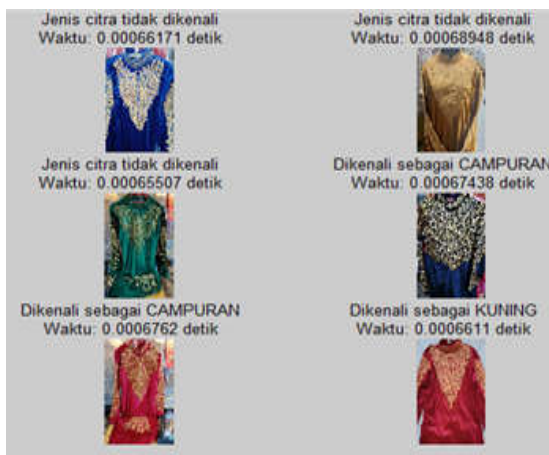 Jenis citra tidak dikenali
Waktu: 0.00066171 detik
Jenis citra tidak dikenali
Waktu: 0.00068948 detik
Jenis citra tidak dikenali
Waktu: 0.00065507 detik
Dikenali sebagai CAMPURAN
Waktu: 0.00067438 detik
Dikenali sebagai CAMPURAN
Waktu: 0.0006762 detik
Dikenali sebagai KUNING
Waktu: 0.0006611 detik